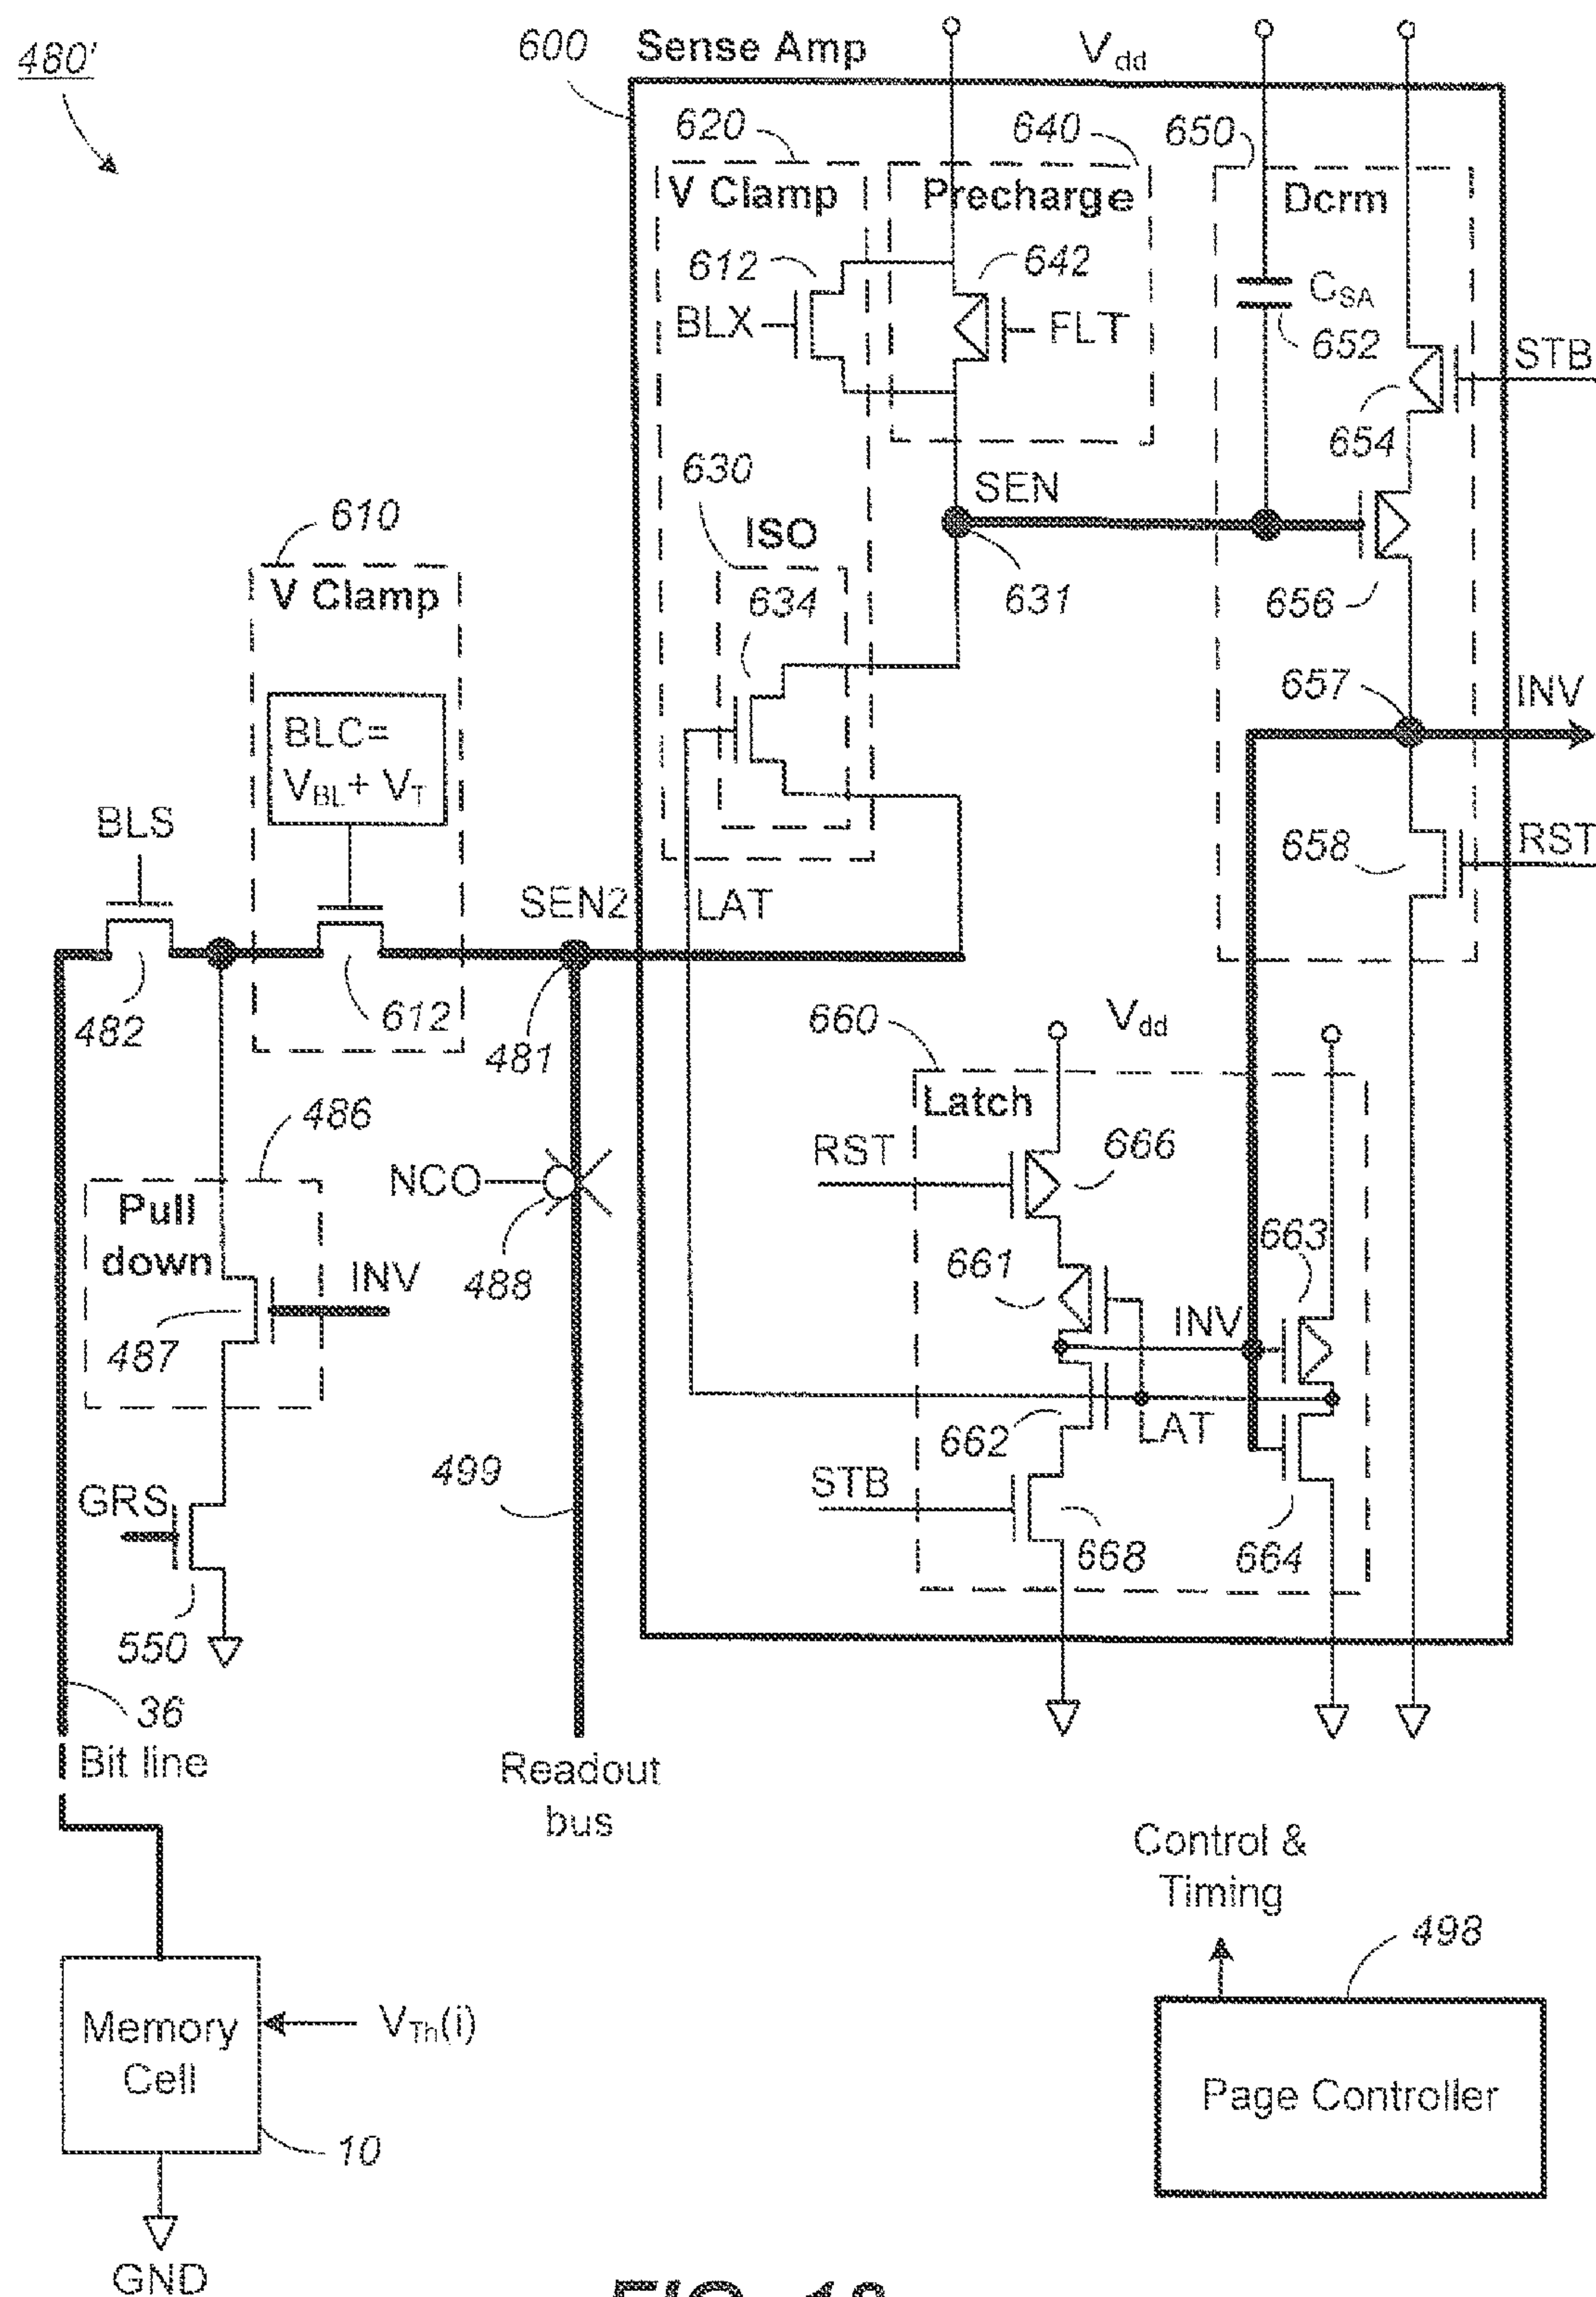 480'
600
Sense Amp
Vdd
620
640
650
V Clamp
Precharge
Dcrm
612
642
BLX
FLT
CSA
652
STB
654
630
SEN
610
ISO
V Clamp
634
631
656
657
INV
BLC=
VBL+ VT
BLS
658
RST
SEN2
LAT
482
612
481
660
Vdd
Latch
486
RST
666
NCO
Pull
down
663
661
INV
488
INV
487
662
LAT
499
STB
GRS
668
664
550
36
Bit line
Readout
bus
Control &
Timing
498
Memory
Cell
VTh(i)
Page Controller
10
GND